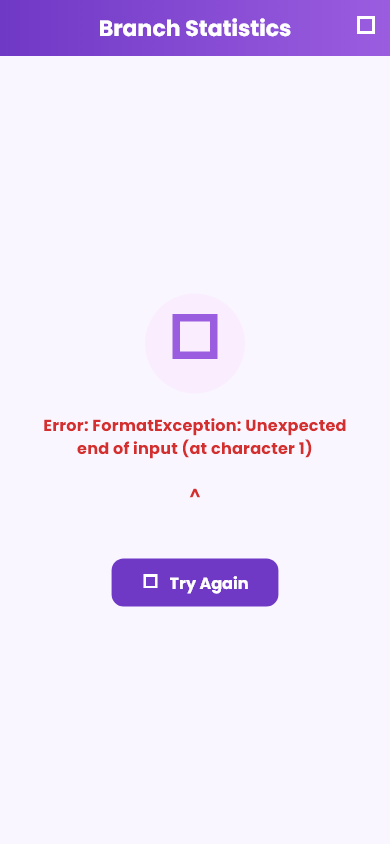 Branch Statistics
Error: FormatException: Unexpected
end of input (at character 1)
^
Try Again